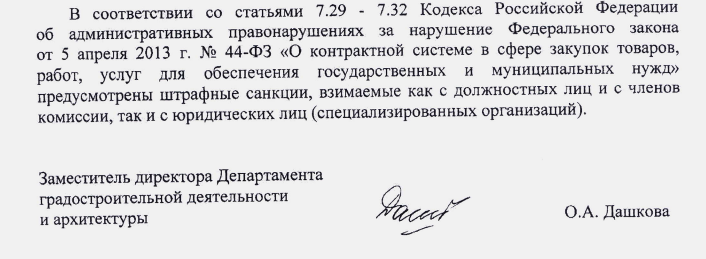 В соответствии со статьями 7.29 - 7.32 Кодекса Российской Федерации
об административных правонарушениях за нарушение Федерального закона
от 5 апреля 2013 г. № 44-ФЗ «О контрактной системе в сфере закупок товаров,
работ, услуг для обеспечения государственных и муниципальных нужд»
предусмотрены штрафные санкции, взимаемые как с должностных лиц и с членов
комиссии, так и с юридических лиц (специализированных организаций).
Заместитель директора Департамента
градостроительной деятельности
и архитектуры О.А. Дашкова